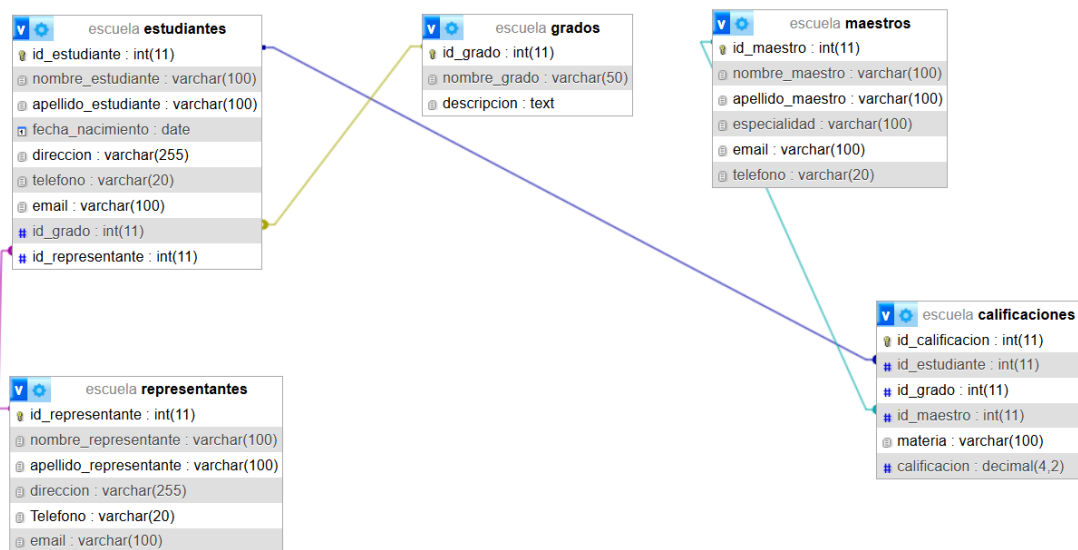 escuela estudiantes
id_estudiante : int(11)
nombre_estudiante : varchar(100)
apellido_estudiante : varchar(100)
fecha_nacimiento : date
direccion : varchar(255)
telefono : varchar(20)
email : varchar(100)
id_grado : int(11)
id_representante : int(11)
escuela grados
id_grado : int(11)
nombre_grado : varchar(50)
descripcion : text
escuela maestros
id_maestro : int(11)
nombre_maestro : varchar(100)
apellido_maestro : varchar(100)
especialidad : varchar(100)
email : varchar(100)
telefono : varchar(20)
escuela calificaciones
id_calificacion : int(11)
id_estudiante : int(11)
id_grado : int(11)
id_maestro : int(11)
materia : varchar(100)
calificacion : decimal(4,2)
escuela representantes
id_representante : int(11)
nombre_representante : varchar(100)
apellido_representante : varchar(100)
direccion : varchar(255)
Telefono : varchar(20)
email : varchar(100)